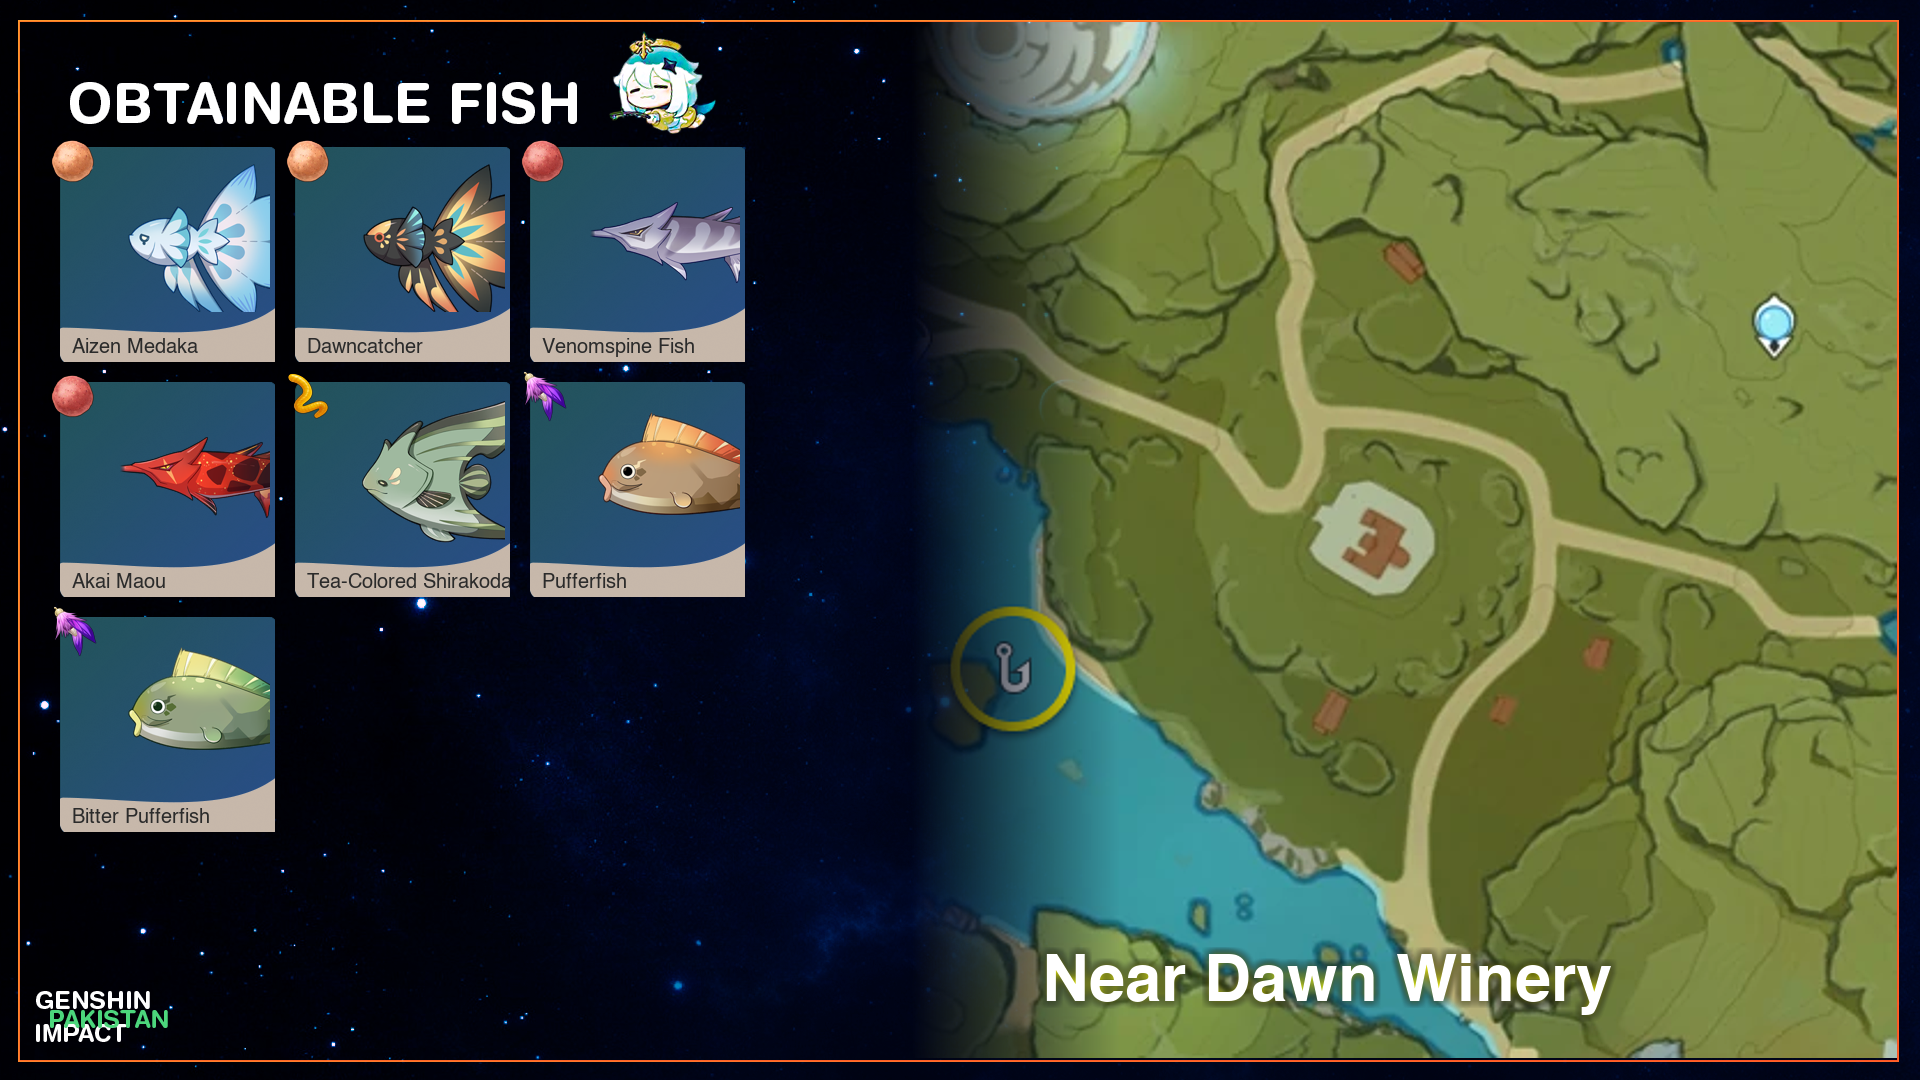 OBTAINABLE FISH
Aizen Medaka
Dawncatcher
Venomspine Fish
Akai Maou
Tea-Colored Shirakoda
Pufferfish
Bitter Pufferfish
Near Dawn Winery
GENSHIN
PAKISTAN
IMPACT